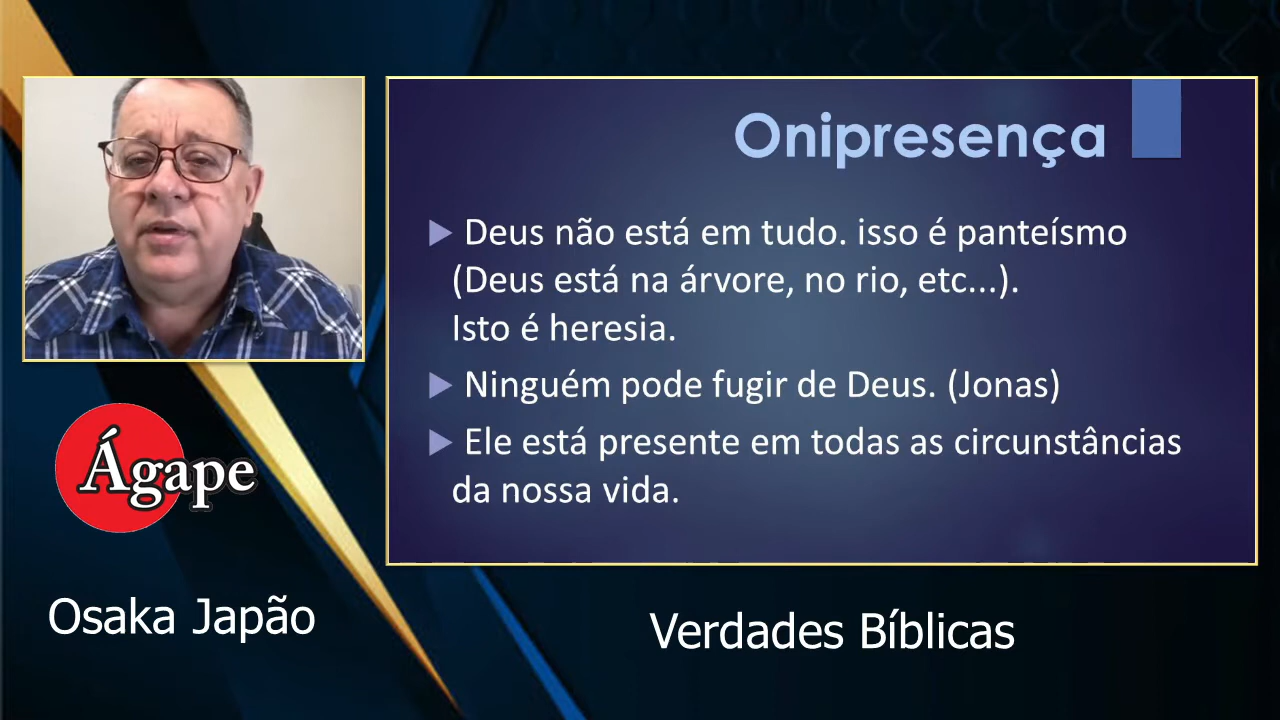 Onipresença
Deus não está em tudo. isso é panteísmo
(Deus está na árvore, no rio, etc...).
Isto é heresia.
Ninguém pode fugir de Deus. (Jonas)
Ele está presente em todas as circunstâncias
da nossa vida.
Ágape
Osaka Japão
Verdades Bíblicas